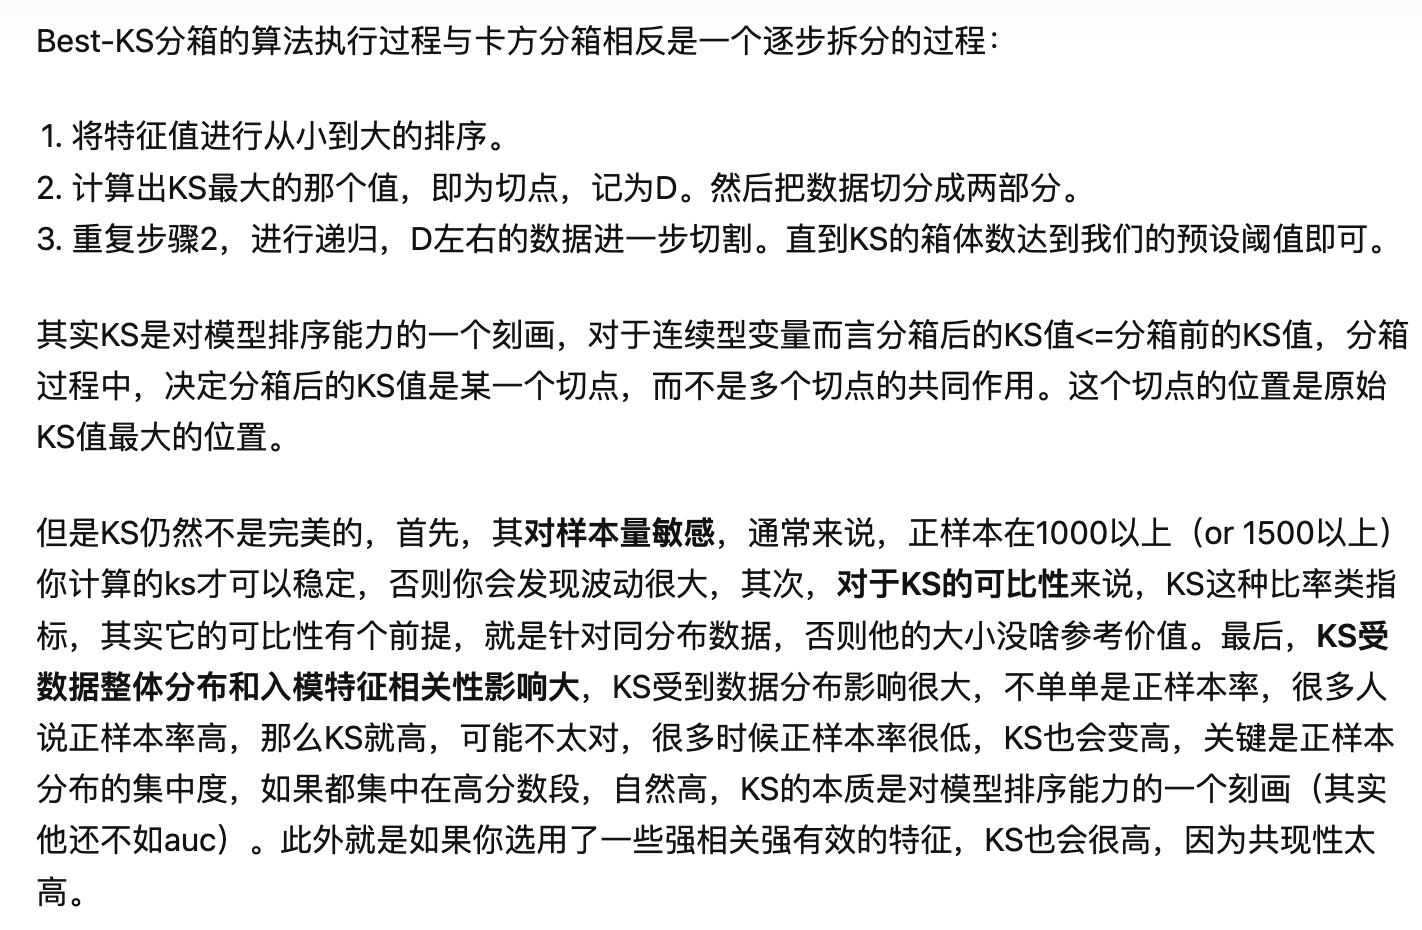 Best-KS分箱的算法执行过程与卡方分箱相反是一个逐步拆分的过程：
1. 将特征值进行从小到大的排序。
2. 计算出KS最大的那个值，即为切点，记为D。然后把数据切分成两部分。
3. 重复步骤2，进行递归，D左右的数据进一步切割。直到KS的箱体数达到我们的预设阈值即可。
其实KS是对模型排序能力的一个刻画，对于连续型变量而言分箱后的KS值<=分箱前的KS值，分箱
过程中，决定分箱后的KS值是某一个切点，而不是多个切点的共同作用。这个切点的位置是原始
KS值最大的位置。
但是KS仍然不是完美的，首先，其对样本量敏感，通常来说，正样本在1000以上（or 1500以上）
你计算的ks才可以稳定，否则你会发现波动很大，其次，对于KS的可比性来说，KS这种比率类指
标，其实它的可比性有个前提，就是针对同分布数据，否则他的大小没啥参考价值。最后，KS受
数据整体分布和入模特征相关性影响大，KS受到数据分布影响很大，不单单是正样本率，很多人
说正样本率高，那么KS就高，可能不太对，很多时候正样本率很低，KS也会变高，关键是正样本
分布的集中度，如果都集中在高分数段，自然高，KS的本质是对模型排序能力的一个刻画（其实
他还不如auc）。此外就是如果你选用了一些强相关强有效的特征，KS也会很高，因为共现性太
高。